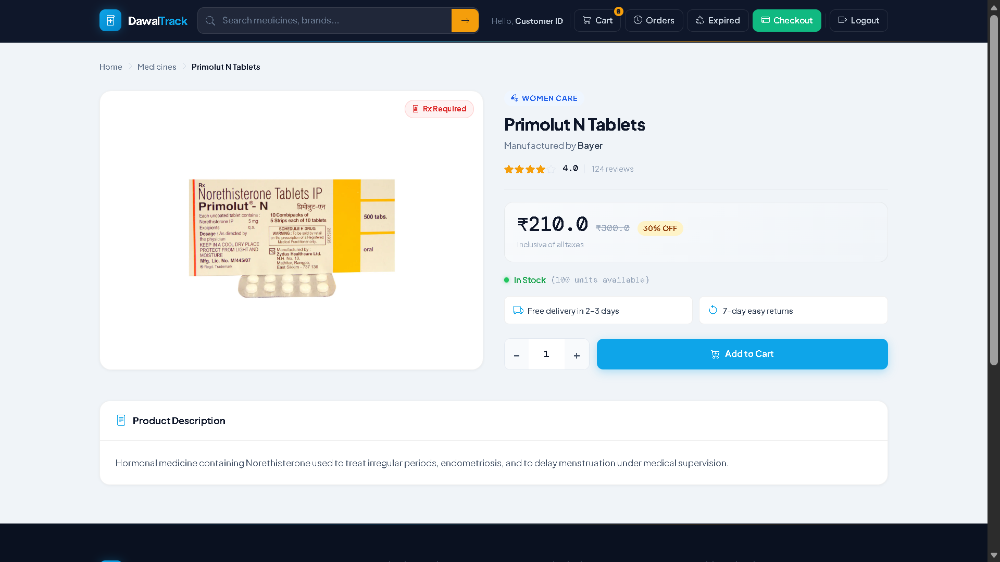 DawaiTrack
Search medicines, brands...
Hello, Customer ID
Cart
0
Orders
Expired
Checkout
Logout
Home
Medicines
Primolut N Tablets
Rx Required
Rx
Norethisterone Tablets IP
Primolut®- N
प्रिमोलुट-एन
Each uncoated tablet contains :
Norethisterone IP 5 mg
Excipients q.s.
Dosage : As directed by
the physician
KEEP IN A COOL DRY PLACE
PROTECT FROM LIGHT AND
MOISTURE
Mfg. Lic. No. M/445/07
® Regd. Trademark
10 Combipacks of
5 Strips each of 10 tablets
SCHEDULE H DRUG
WARNING : To be sold by retail
on the prescription of a Registered
Medical Practitioner only.
Manufactured by :
Zydus Healthcare Ltd.
N.H. No. 10,
Majhitar, Rangpo,
East Sikkim - 737 136
2052935
500 tabs.
oral
WOMEN CARE
Primolut N Tablets
Manufactured by Bayer
4.0
124 reviews
₹210.0 ₹300.0 30% OFF
Inclusive of all taxes
In Stock (100 units available)
Free delivery in 2–3 days
7-day easy returns
- 1 +
Add to Cart
Product Description
Hormonal medicine containing Norethisterone used to treat irregular periods, endometriosis, and to delay menstruation under medical supervision.